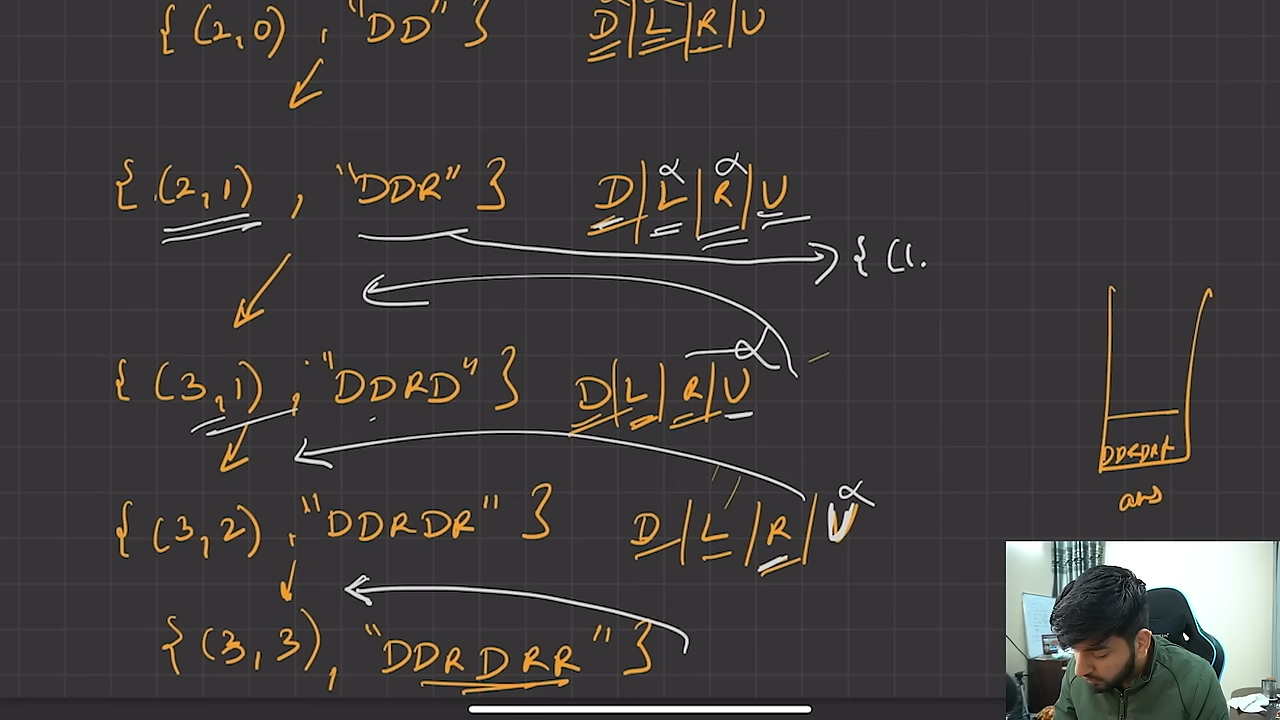 { (2,0) , "DD" } D|L|R|U
{ (2,1) , "DDR" } D|L|R|U
{ (1,
{ (3,1) , "DDRD" } D|L|R|U
{ (3,2) , "DDRDR" } D|L|R|U
{ (3,3) , "DDRDRR" }
DDRDRR
ans